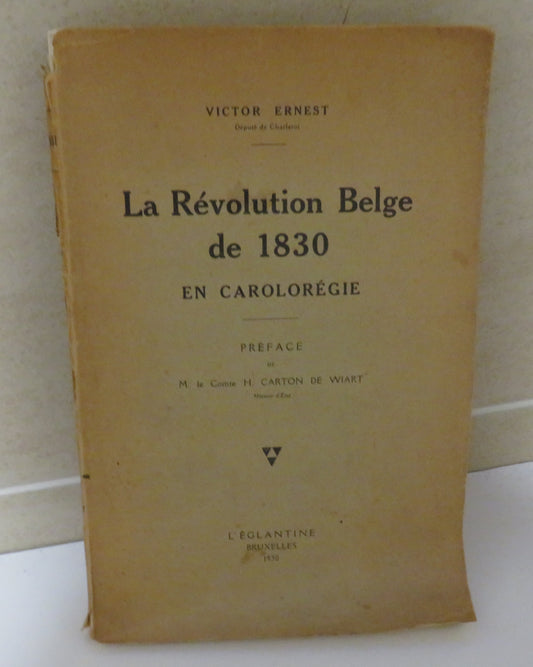 VICTOR ERNEST
Député de Charleroi
La Révolution Belge
de 1830
EN CAROLORÉGIE
PRÉFACE
DE
M. le Comte H. CARTON DE WIART
Ministre d'État
L'ÉGLANTINE
BRUXELLES
1930